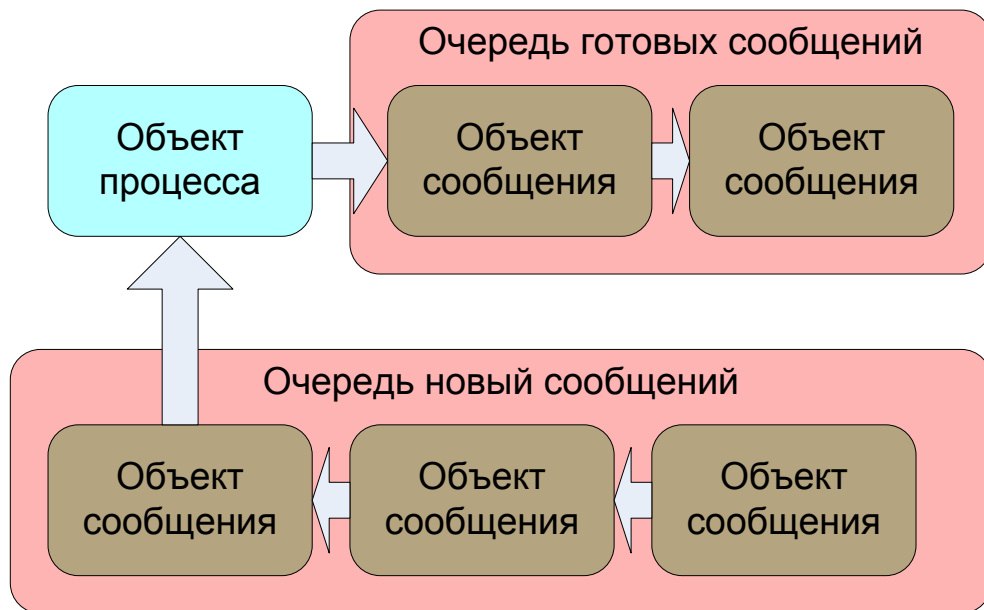 Очередь готовых сообщений
Объект
процесса
Объект
сообщения
Объект
сообщения
Очередь новый сообщений
Объект
сообщения
Объект
сообщения
Объект
сообщения